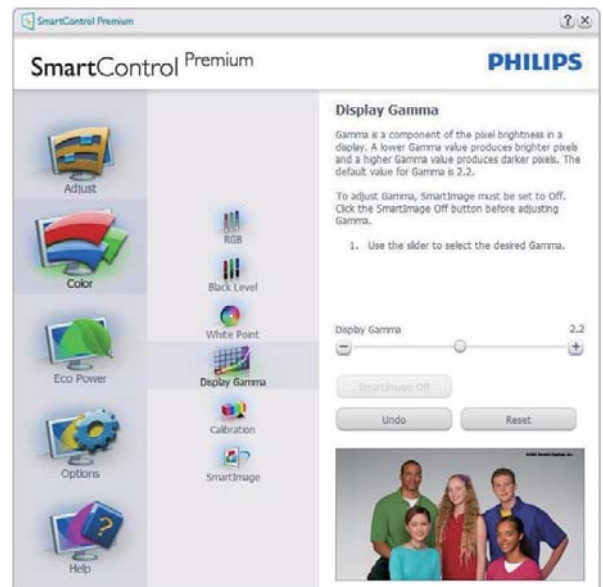 SmartControl Premium
SmartControl Premium
PHILIPS
Adjust
Color
Eco Power
Options
Help
RGB
Black Level
White Point
Display Gamma
Calibration
SmartImage
Display Gamma
Gamma is a component of the pixel brightness in a
display. A lower Gamma value produces brighter pixels
and a higher Gamma value produces darker pixels. The
default value for Gamma is 2.2.
To adjust Gamma, SmartImage must be set to Off.
Click the SmartImage Off button before adjusting
Gamma.
1. Use the slider to select the desired Gamma.
Display Gamma 2.2
SmartImage Off
Undo Reset